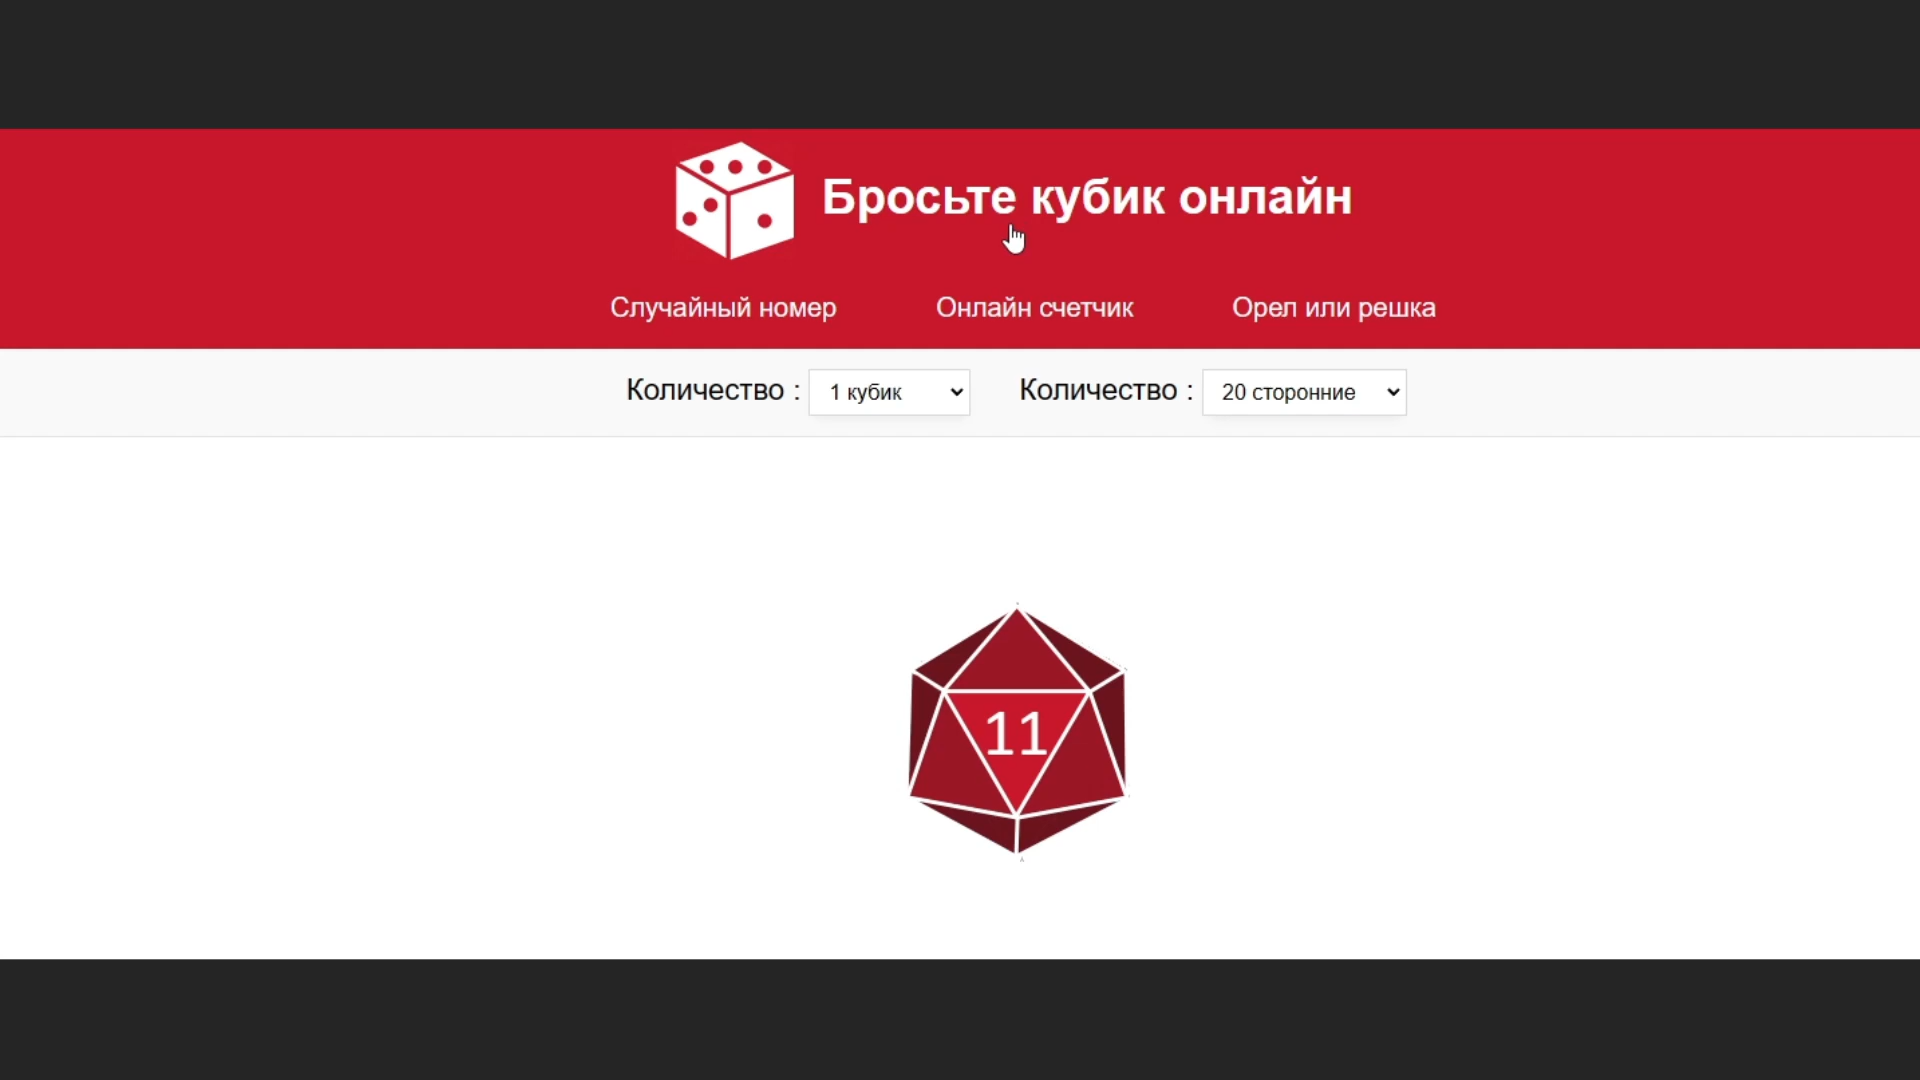 Бросьте кубик онлайн
Случайный номер Онлайн счетчик Орел или решка
Количество : 1 кубик Количество : 20 сторонние
11